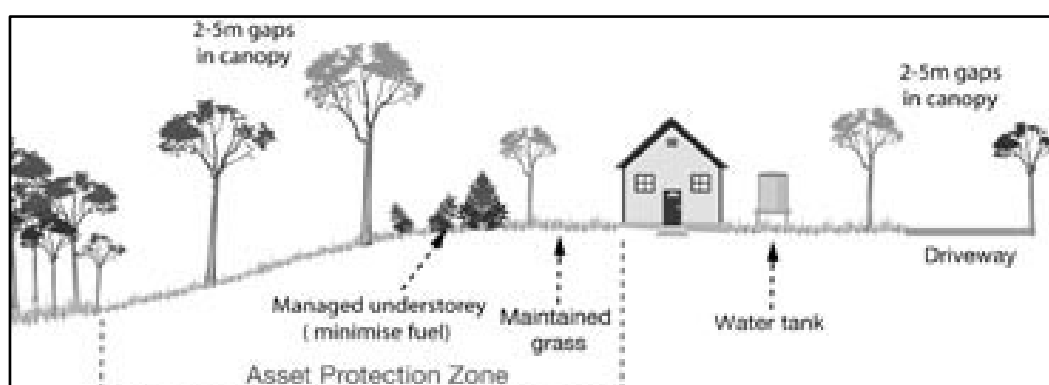 2-5m gaps
in canopy
2-5m gaps
in canopy
Driveway
Managed understorey
( minimise fuel)
Maintained
grass
Water tank
Asset Protection Zone